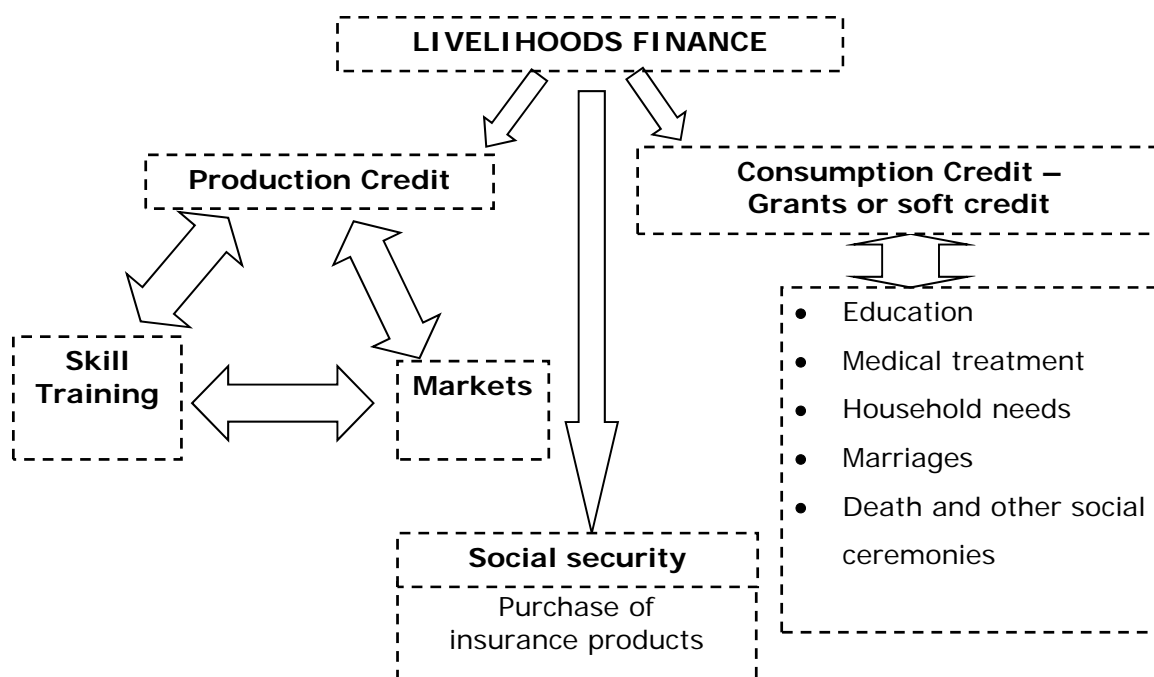 LIVELIHOODS FINANCE
Production Credit
Consumption Credit –
Grants or soft credit
Skill
Training
Markets
• Education
• Medical treatment
• Household needs
• Marriages
• Death and other social
ceremonies
Social security
Purchase of
insurance products